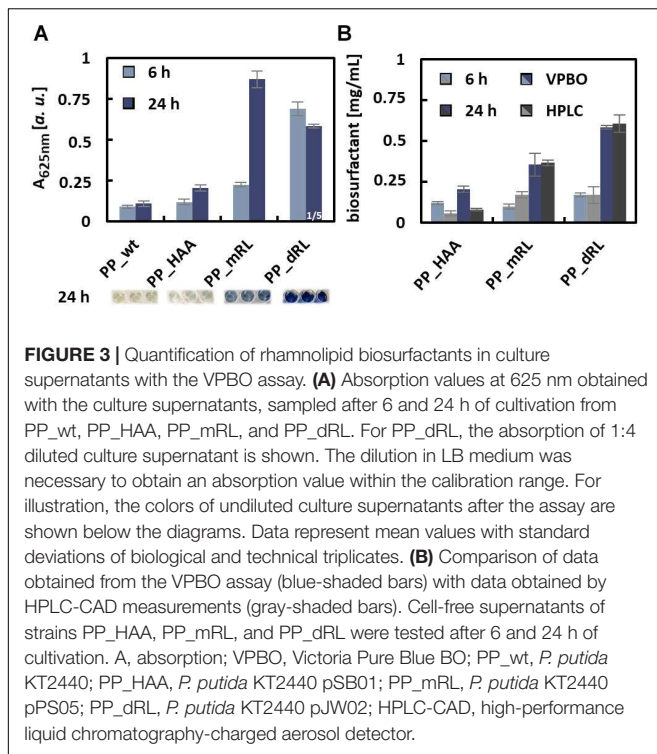 A
B
1
0.75
0.5
0.25
0
A625nm [a. u.]
6 h
24 h
1/5
PP_wt
PP_HAA
PP_mRL
PP_dRL
24 h
1
0.75
0.5
0.25
0
biosurfactant [mg/mL]
6 h
VPBO
24 h
HPLC
PP_HAA
PP_mRL
PP_dRL
FIGURE 3 | Quantification of rhamnolipid biosurfactants in culture
supernatants with the VPBO assay. (A) Absorption values at 625 nm obtained
with the culture supernatants, sampled after 6 and 24 h of cultivation from
PP_wt, PP_HAA, PP_mRL, and PP_dRL. For PP_dRL, the absorption of 1:4
diluted culture supernatant is shown. The dilution in LB medium was
necessary to obtain an absorption value within the calibration range. For
illustration, the colors of undiluted culture supernatants after the assay are
shown below the diagrams. Data represent mean values with standard
deviations of biological and technical triplicates. (B) Comparison of data
obtained from the VPBO assay (blue-shaded bars) with data obtained by
HPLC-CAD measurements (gray-shaded bars). Cell-free supernatants of
strains PP_HAA, PP_mRL, and PP_dRL were tested after 6 and 24 h of
cultivation. A, absorption; VPBO, Victoria Pure Blue BO; PP_wt, P. putida
KT2440; PP_HAA, P. putida KT2440 pSB01; PP_mRL, P. putida KT2440
pPS05; PP_dRL, P. putida KT2440 pJW02; HPLC-CAD, high-performance
liquid chromatography-charged aerosol detector.